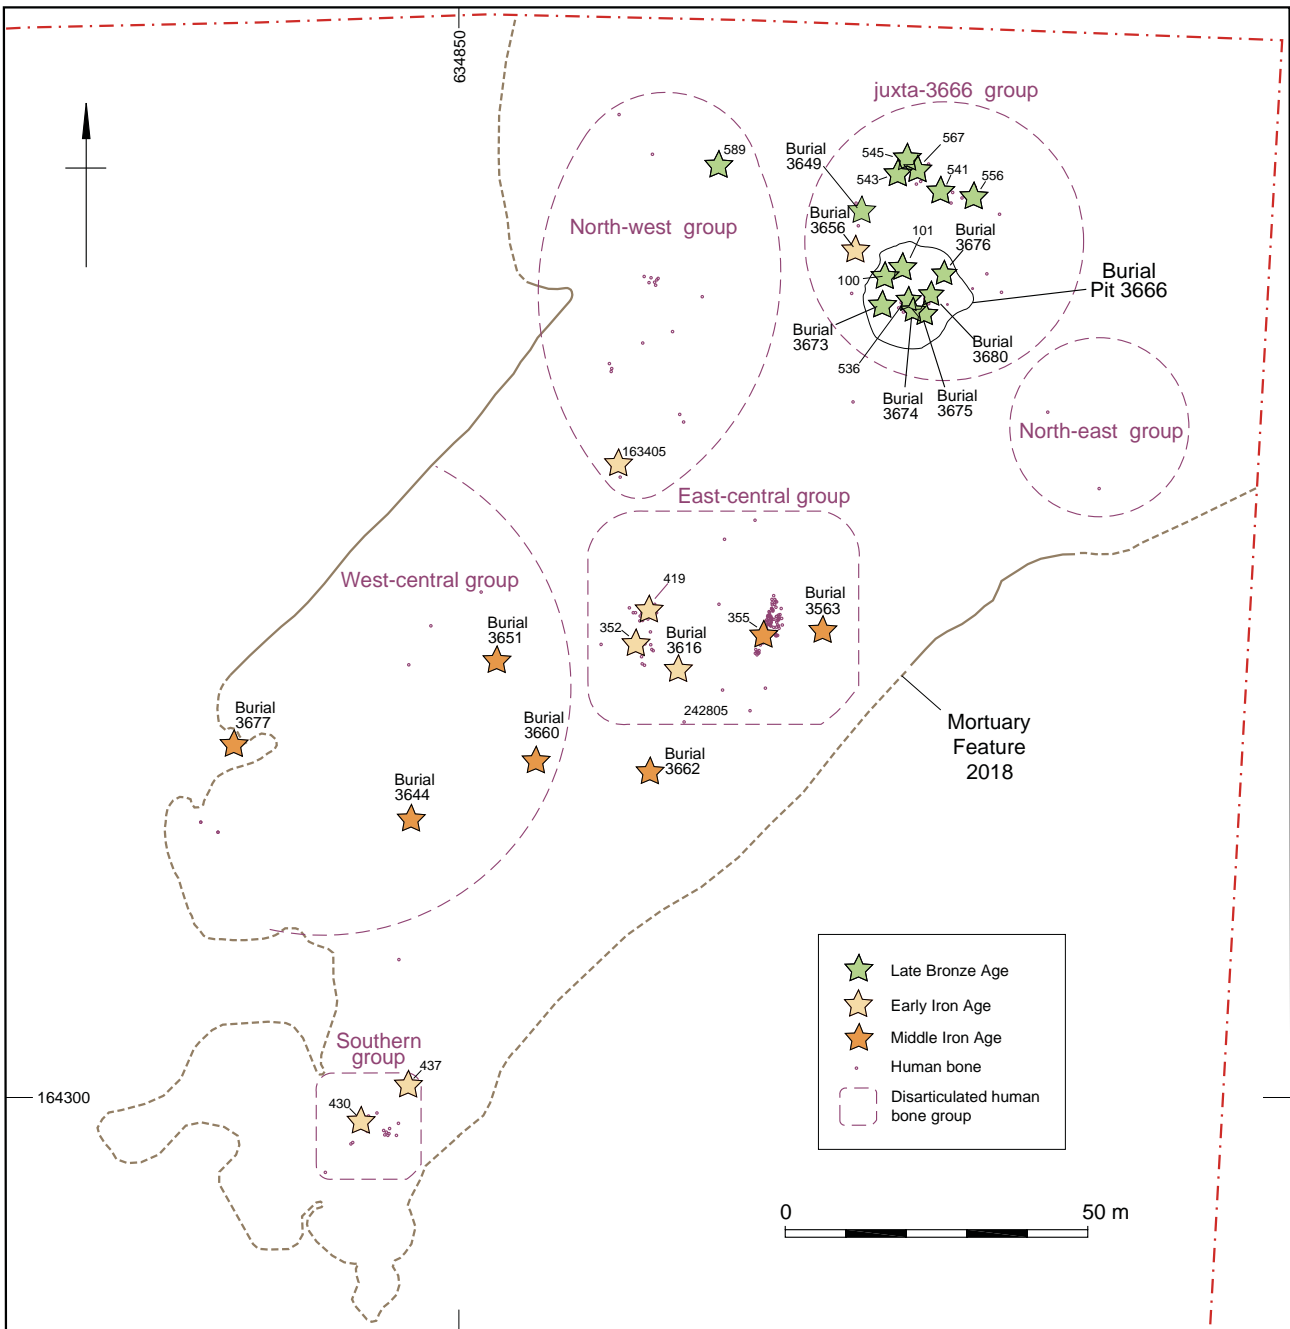 634850
juxta-3666 group
589
545
567
Burial
3649
543
541
556
North-west group
Burial
3656
101
Burial
3676
100
Burial
Pit 3666
Burial
3673
Burial
3680
536
Burial
3674
Burial
3675
North-east group
163405
East-central group
West-central group
419
Burial
3563
Burial
3651
352
Burial
3616
355
242805
Burial
3677
Burial
3660
Burial
3662
Mortuary
Feature
2018
Burial
3644
Late Bronze Age
Early Iron Age
Middle Iron Age
Human bone
Disarticulated human
bone group
Southern
group
437
430
164300
0
50 m